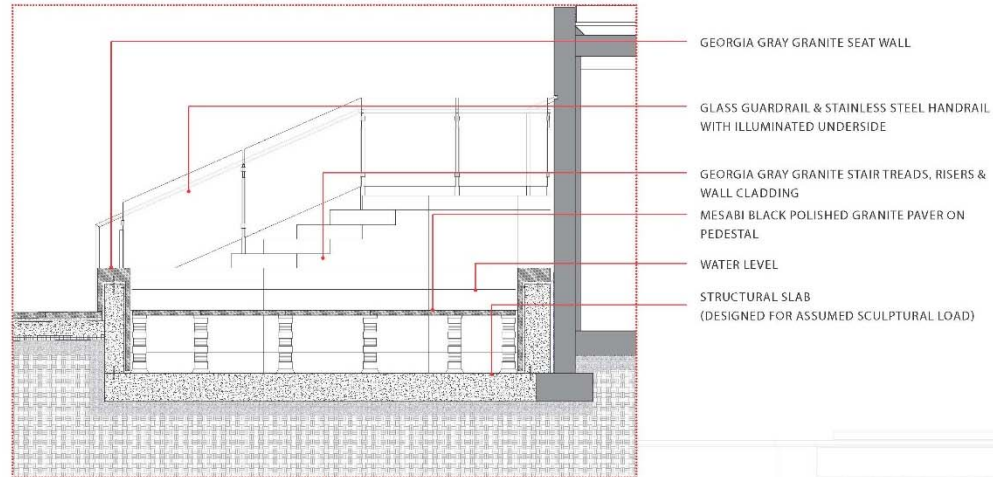 GEORGIA GRAY GRANITE SEAT WALL
GLASS GUARDRAIL & STAINLESS STEEL HANDRAIL
WITH ILLUMINATED UNDERSIDE
GEORGIA GRAY GRANITE STAIR TREADS, RISERS &
WALL CLADDING
MESABI BLACK POLISHED GRANITE PAVER ON
PEDESTAL
WATER LEVEL
STRUCTURAL SLAB
(DESIGNED FOR ASSUMED SCULPTURAL LOAD)